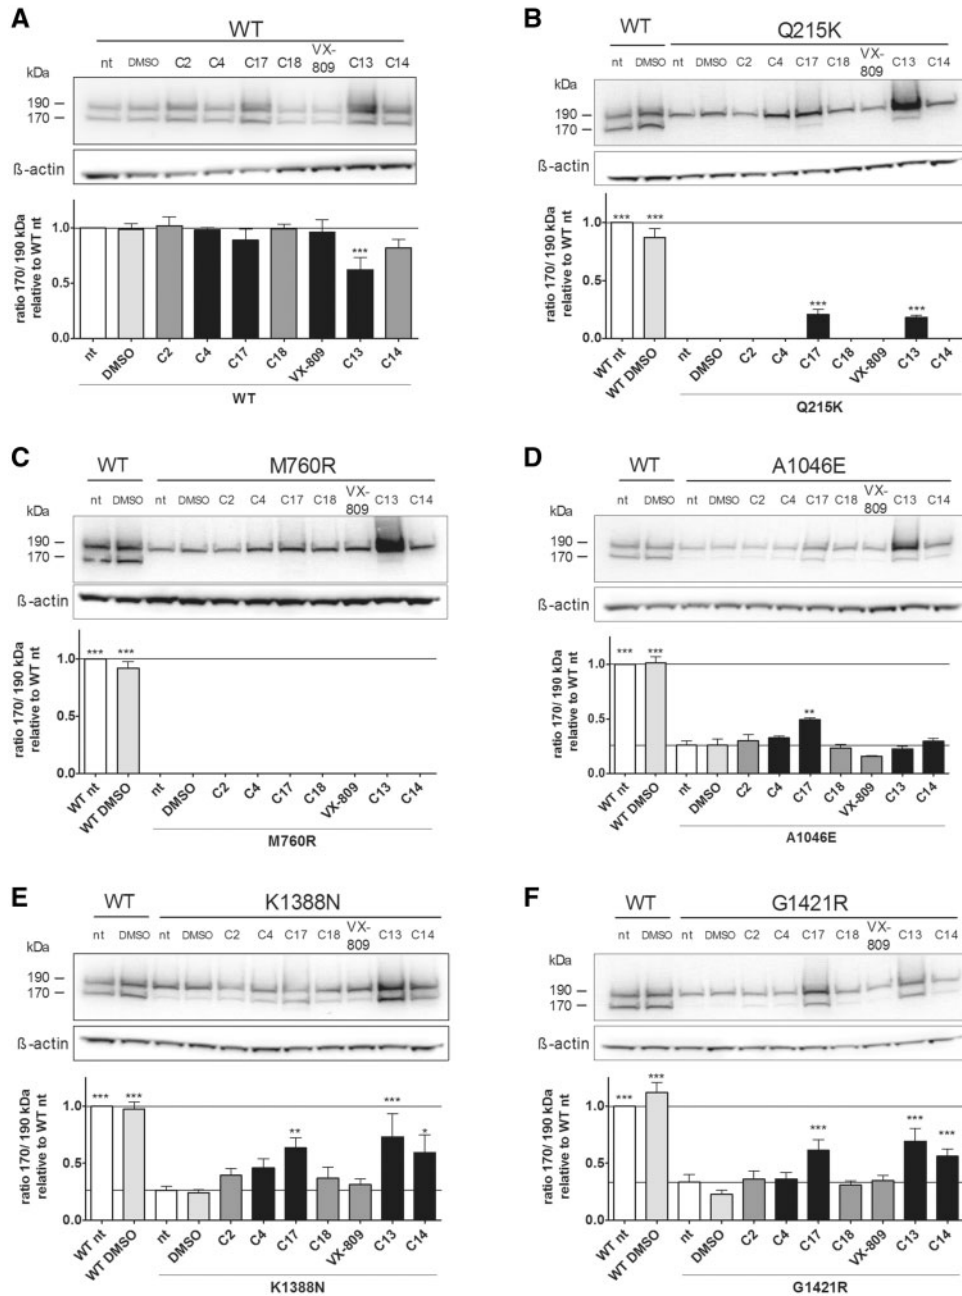 A
WT
nt DMSO C2 C4 C17 C18 VX-809 C13 C14
kDa
190
170
ß-actin
ratio 170/ 190 kDa
relative to WT nt
1.0
0.5
0.0
nt DMSO C2 C4 C17 C18 VX-809 C13 C14
***
WT
B
WT Q215K
nt DMSO nt DMSO C2 C4 C17 C18 VX-809 C13 C14
kDa
190
170
ß-actin
ratio 170/ 190 kDa
relative to WT nt
1.0
0.5
0.0
*** *** *** ***
WT nt WT DMSO nt DMSO C2 C4 C17 C18 VX-809 C13 C14
Q215K
C
WT M760R
nt DMSO nt DMSO C2 C4 C17 C18 VX-809 C13 C14
kDa
190
170
ß-actin
ratio 170/ 190 kDa
relative to WT nt
1.0
0.5
0.0
*** ***
WT nt WT DMSO nt DMSO C2 C4 C17 C18 VX-809 C13 C14
M760R
D
WT A1046E
nt DMSO nt DMSO C2 C4 C17 C18 VX-809 C13 C14
kDa
190
170
ß-actin
ratio 170/ 190 kDa
relative to WT nt
1.0
0.5
0.0
*** *** **
WT nt WT DMSO nt DMSO C2 C4 C17 C18 VX-809 C13 C14
A1046E
E
WT K1388N
nt DMSO nt DMSO C2 C4 C17 C18 VX-809 C13 C14
kDa
190
170
ß-actin
ratio 170/ 190 kDa
relative to WT nt
1.0
0.5
0.0
*** *** ** *** *
WT nt WT DMSO nt DMSO C2 C4 C17 C18 VX-809 C13 C14
K1388N
F
WT G1421R
nt DMSO nt DMSO C2 C4 C17 C18 VX-809 C13 C14
kDa
190
170
ß-actin
ratio 170/ 190 kDa
relative to WT nt
1.0
0.5
0.0
*** *** *** *** ***
WT nt WT DMSO nt DMSO C2 C4 C17 C18 VX-809 C13 C14
G1421R